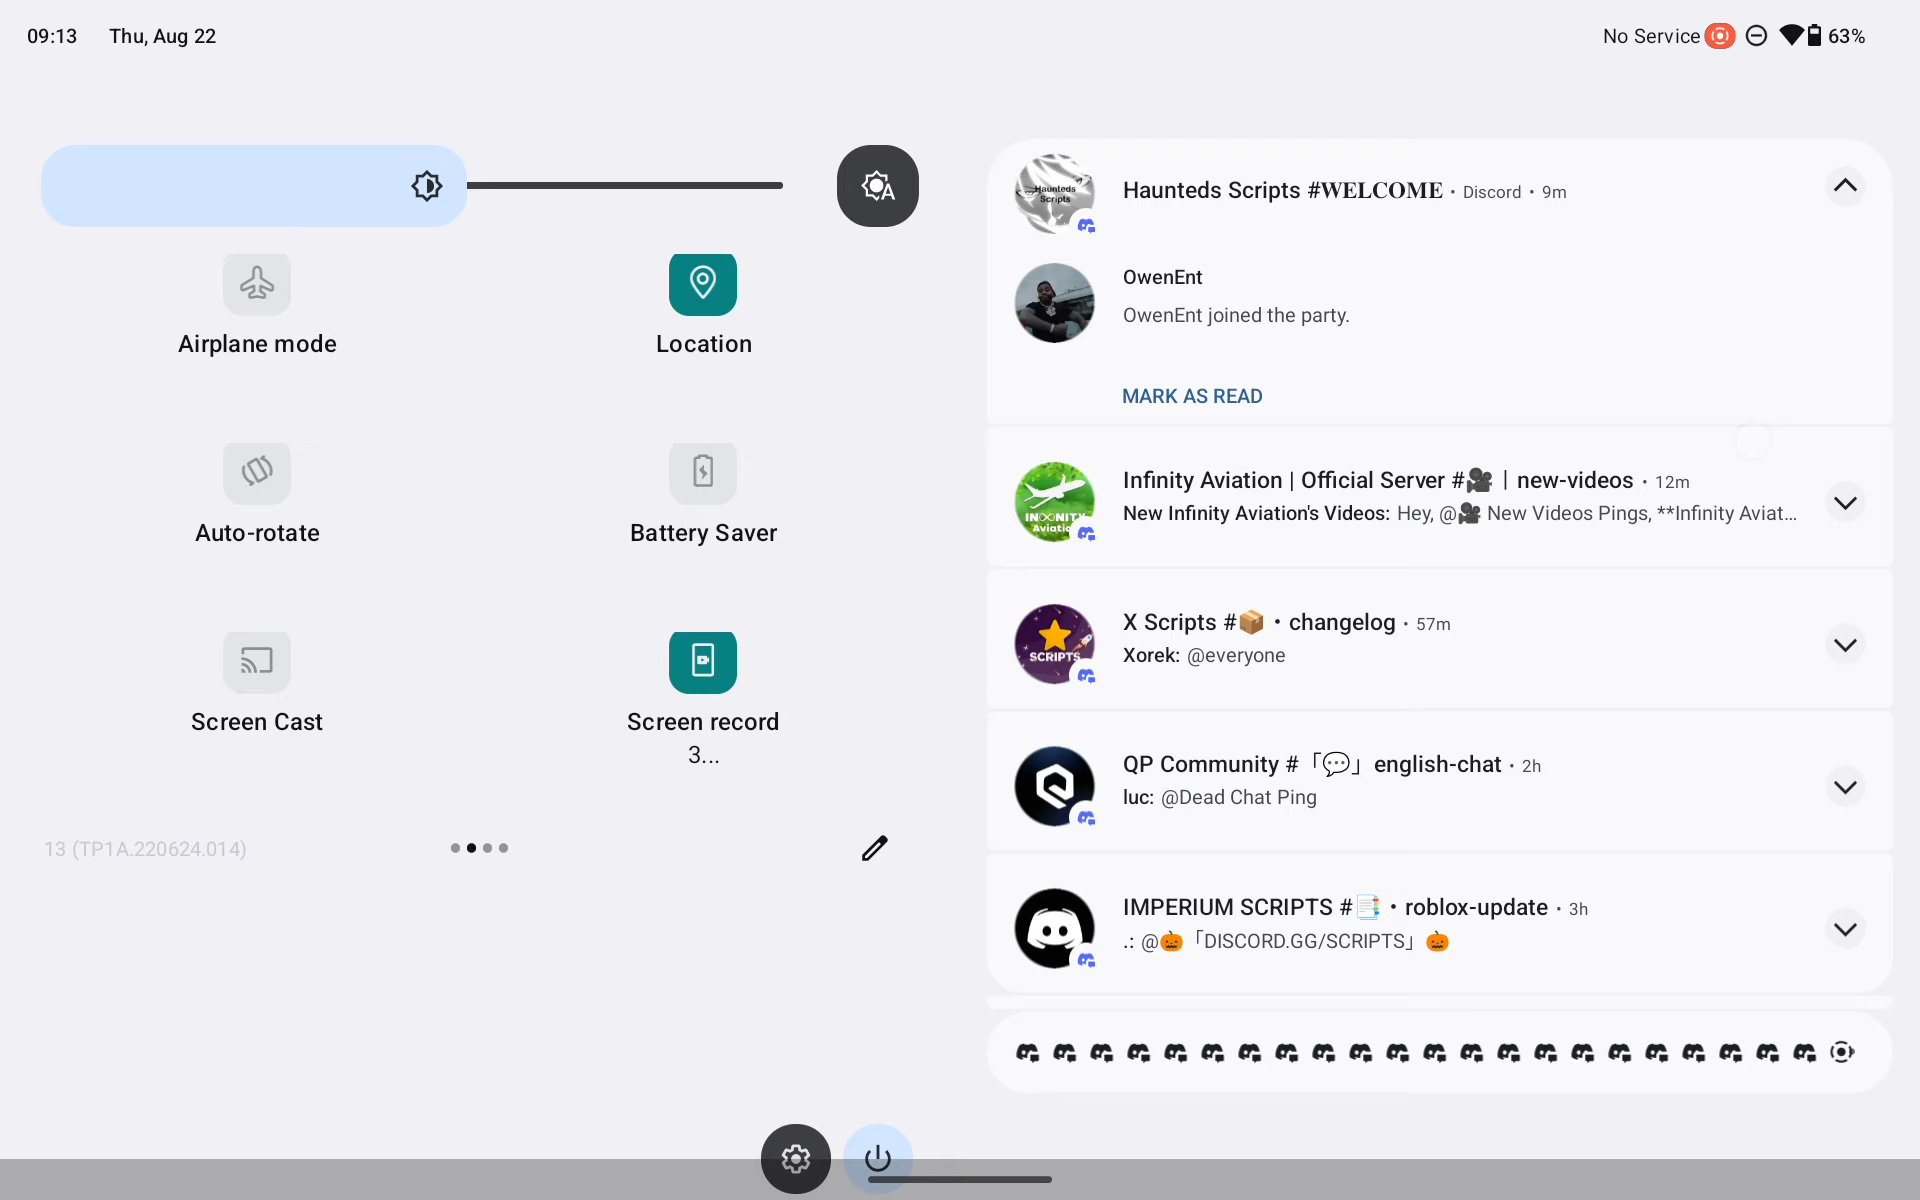 09:13 Thu, Aug 22
No Service 63%
Airplane mode
Location
Auto-rotate
Battery Saver
Screen Cast
Screen record
3...
13 (TP1A.220624.014)
Haunteds Scripts #𝐖𝐄𝐋𝐂𝐎𝐌𝐄 • Discord • 9m
Haunteds
Scripts
OwenEnt
OwenEnt joined the party.
MARK AS READ
Infinity Aviation | Official Server #🎥｜new-videos • 12m
New Infinity Aviation's Videos: Hey, @🎥 New Videos Pings, **Infinity Aviat...
X Scripts #📦・changelog • 57m
Xorek: @everyone
SCRIPTS
QP Community #「💬」english-chat • 2h
luc: @Dead Chat Ping
IMPERIUM SCRIPTS #📑・roblox-update • 3h
.: @🎃「DISCORD.GG/SCRIPTS」🎃